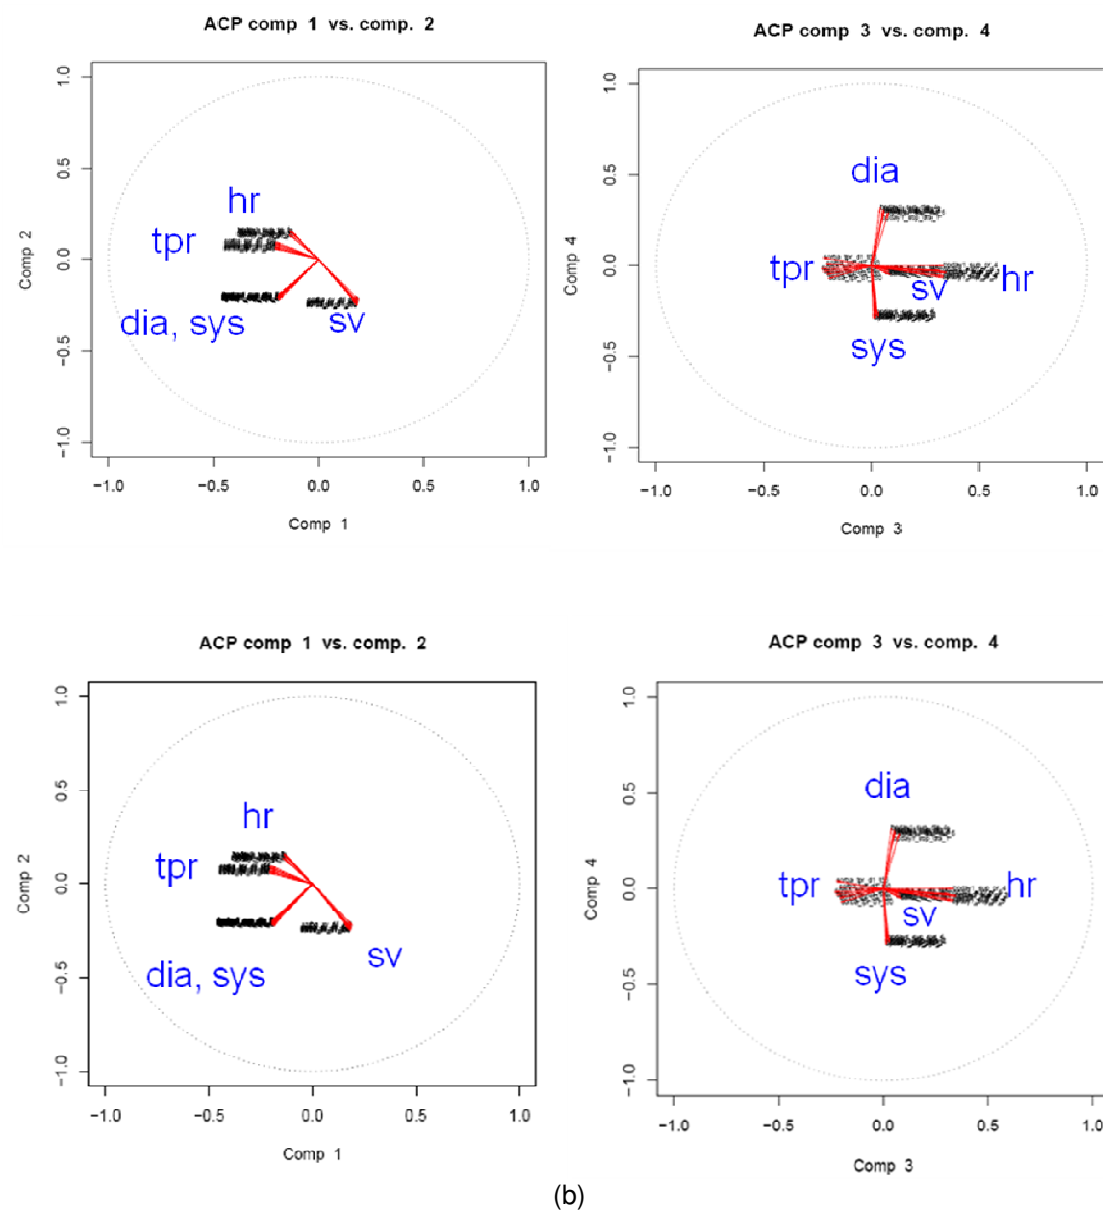 ACP comp 1 vs. comp. 2
1.0
0.5
0.0
−0.5
−1.0
Comp 2
hr
tpr
dia, sys
sv
−1.0 −0.5 0.0 0.5 1.0
Comp 1
ACP comp 3 vs. comp. 4
1.0
0.5
0.0
−0.5
−1.0
Comp 4
dia
tpr
sv
hr
sys
−1.0 −0.5 0.0 0.5 1.0
Comp 3
ACP comp 1 vs. comp. 2
1.0
0.5
0.0
−0.5
−1.0
Comp 2
hr
tpr
dia, sys
sv
−1.0 −0.5 0.0 0.5 1.0
Comp 1
ACP comp 3 vs. comp. 4
1.0
0.5
0.0
−0.5
−1.0
Comp 4
dia
tpr
sv
hr
sys
−1.0 −0.5 0.0 0.5 1.0
Comp 3
(b)